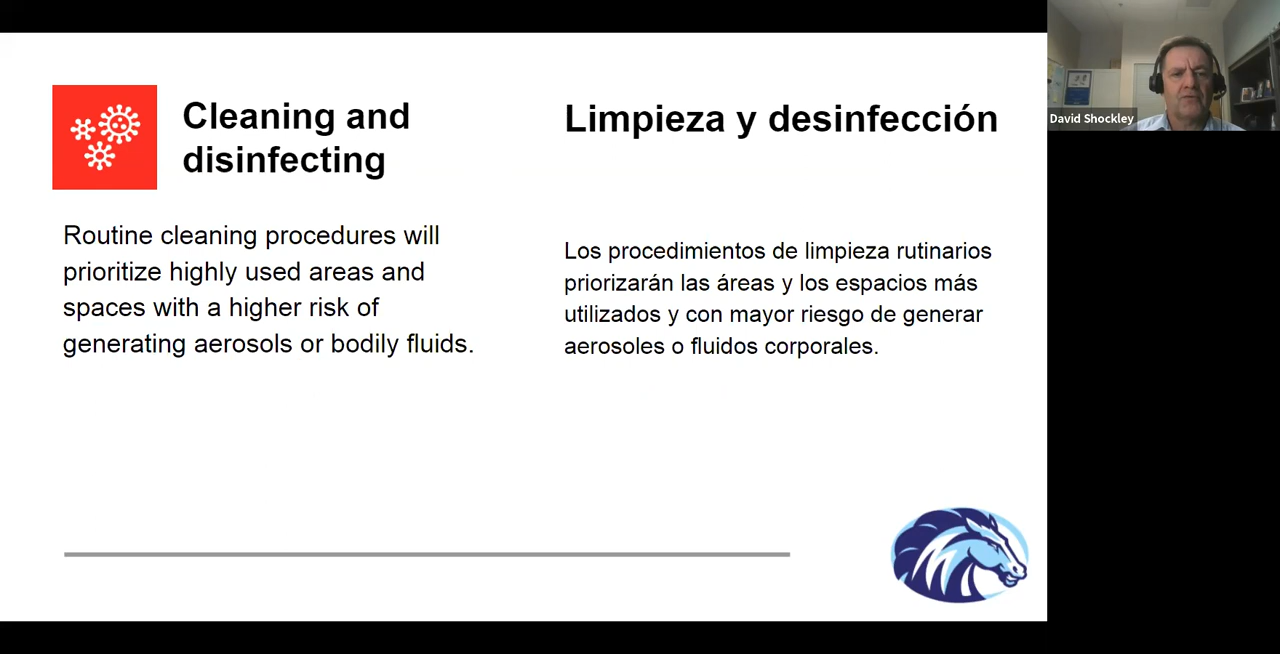 Cleaning and
disinfecting
Routine cleaning procedures will
prioritize highly used areas and
spaces with a higher risk of
generating aerosols or bodily fluids.
Limpieza y desinfección
Los procedimientos de limpieza rutinarios
priorizarán las áreas y los espacios más
utilizados y con mayor riesgo de generar
aerosoles o fluidos corporales.
David Shockley